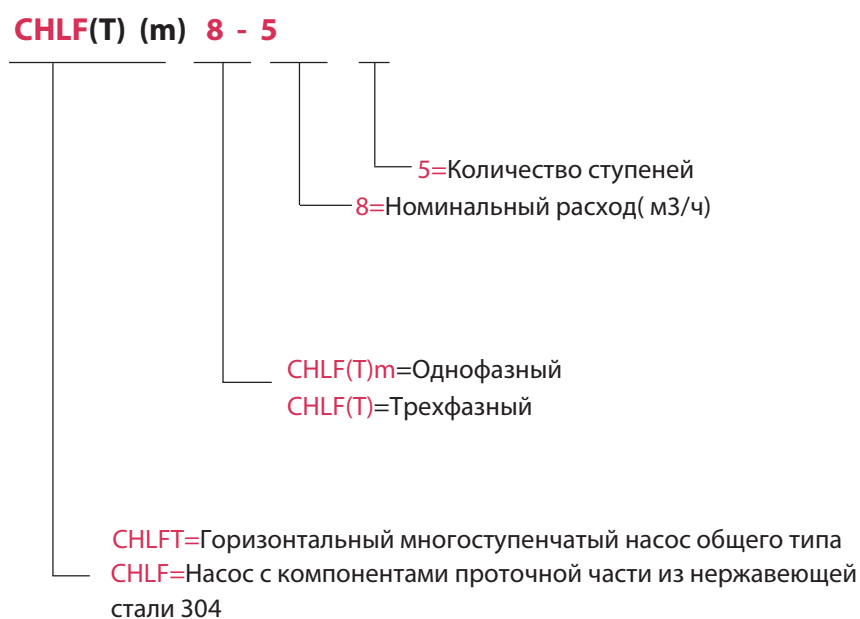 CHLF(T) (m) 8 - 5
5=Количество ступеней
8=Номинальный расход( м3/ч)
CHLF(T)m=Однофазный
CHLF(T)=Трехфазный
CHLFT=Горизонтальный многоступенчатый насос общего типа
CHLF=Насос с компонентами проточной части из нержавеющей
стали 304